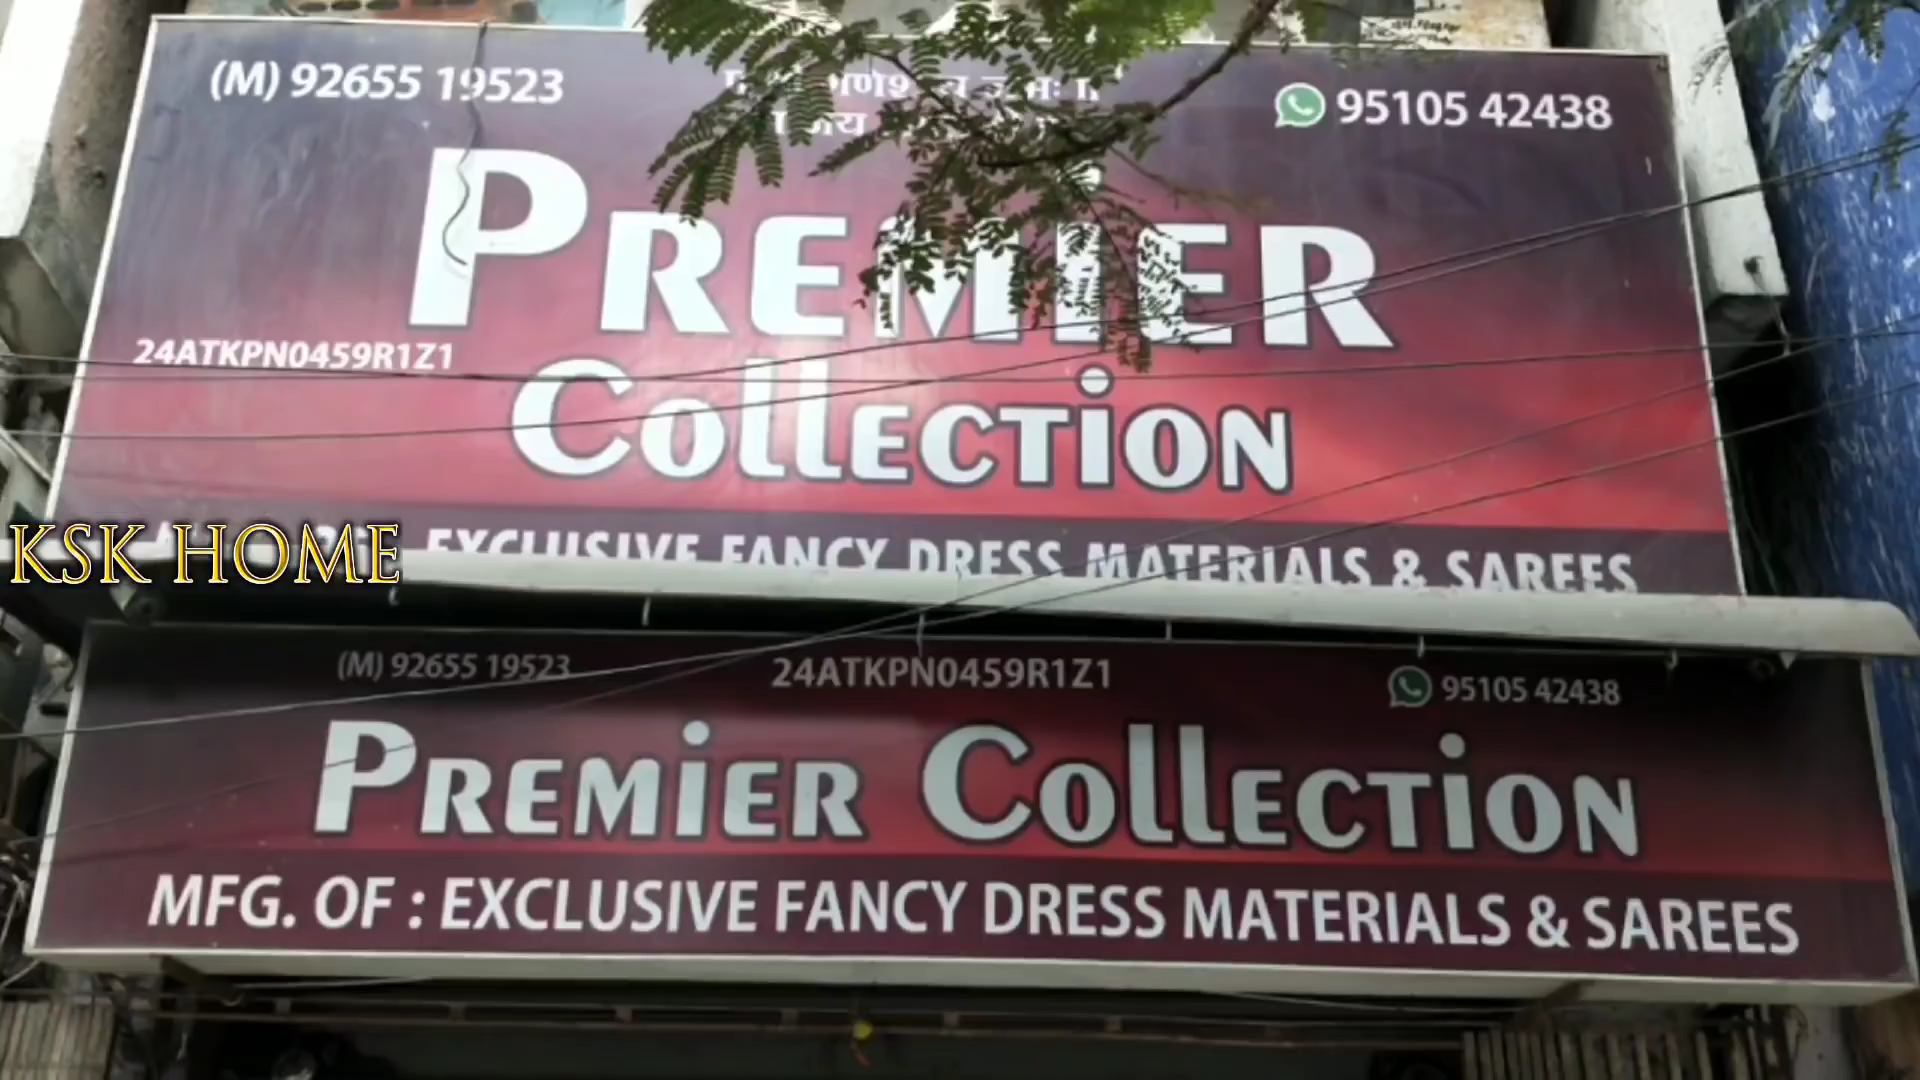 (M) 92655 19523
95105 42438
PREMiER
24ATKPN0459R1Z1
CollECTiON
EXCLUSIVE FANCY DRESS MATERIALS & SAREES
KSK HOME
(M) 92655 19523
24ATKPN0459R1Z1
95105 42438
PREMiER CollECTiON
MFG. OF : EXCLUSIVE FANCY DRESS MATERIALS & SAREES